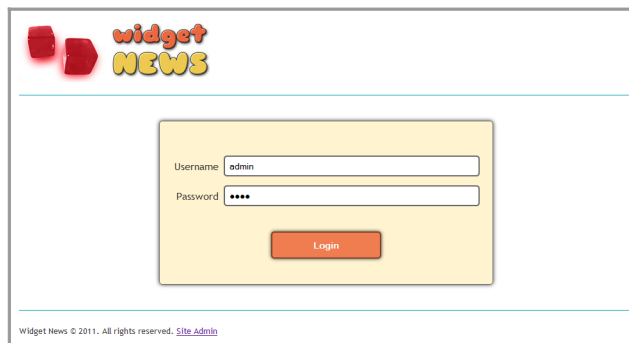 widget
NEWS
Username admin
Password ••••
Login
Widget News © 2011. All rights reserved. Site Admin